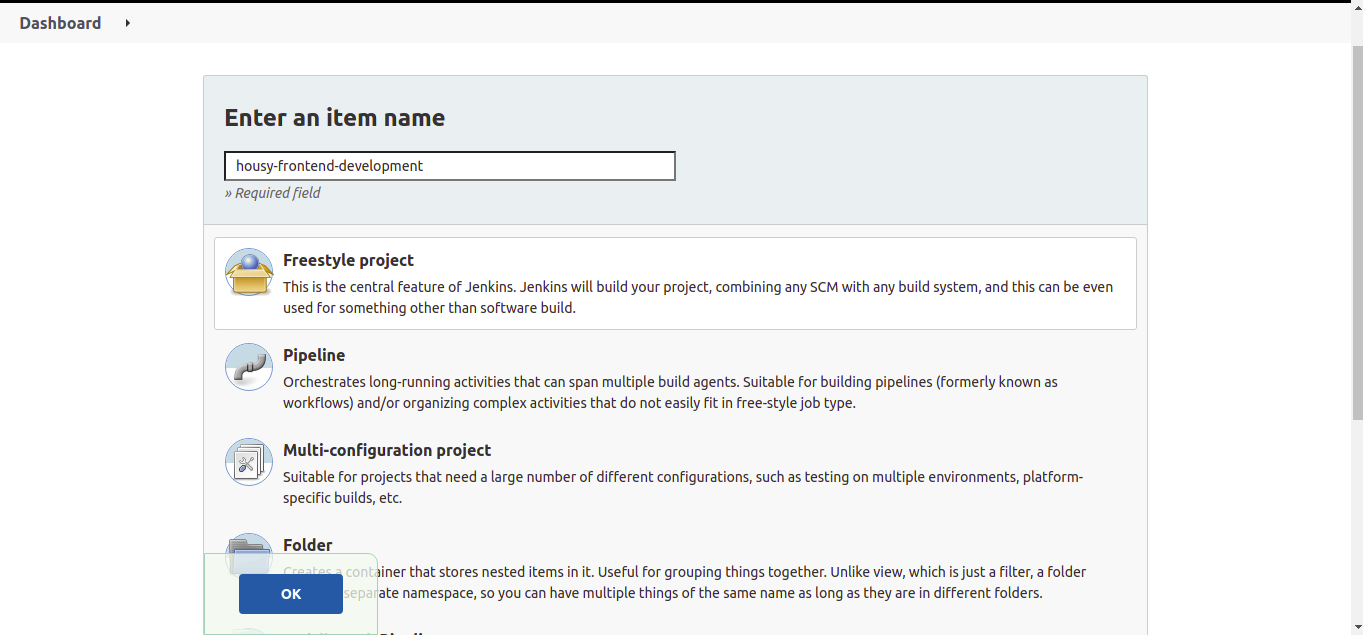 Dashboard
Enter an item name
housy-frontend-development
» Required field
Freestyle project
This is the central feature of Jenkins. Jenkins will build your project, combining any SCM with any build system, and this can be even
used for something other than software build.
Pipeline
Orchestrates long-running activities that can span multiple build agents. Suitable for building pipelines (formerly known as
workflows) and/or organizing complex activities that do not easily fit in free-style job type.
Multi-configuration project
Suitable for projects that need a large number of different configurations, such as testing on multiple environments, platform-
specific builds, etc.
Folder
Creates a container that stores nested items in it. Useful for grouping things together. Unlike view, which is just a filter, a folder
separate namespace, so you can have multiple things of the same name as long as they are in different folders.
OK